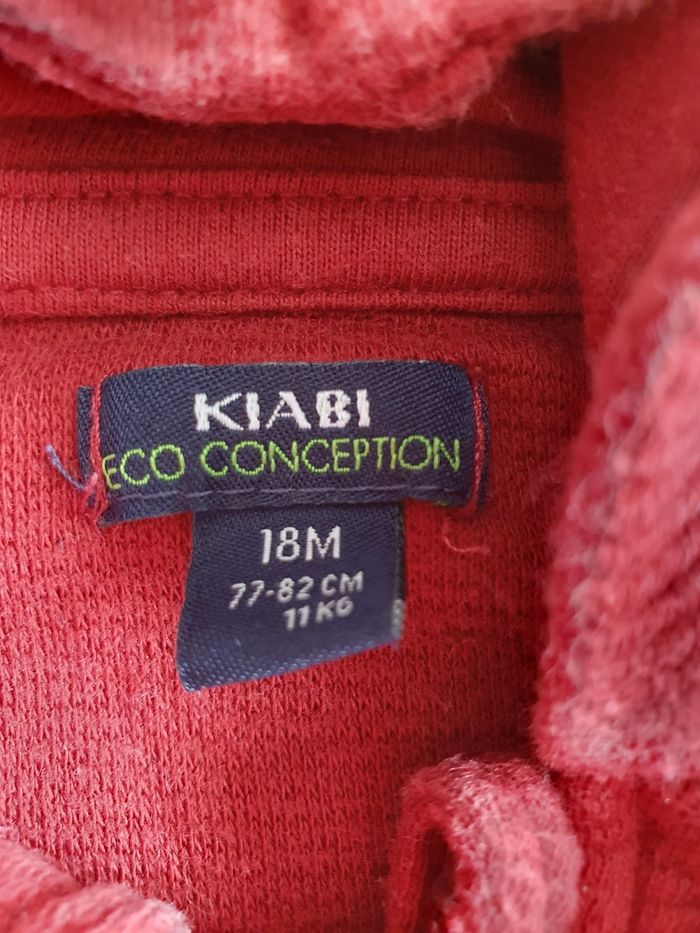 KIABI
ECO CONCEPTION
18M
77-82 CM
11 KG